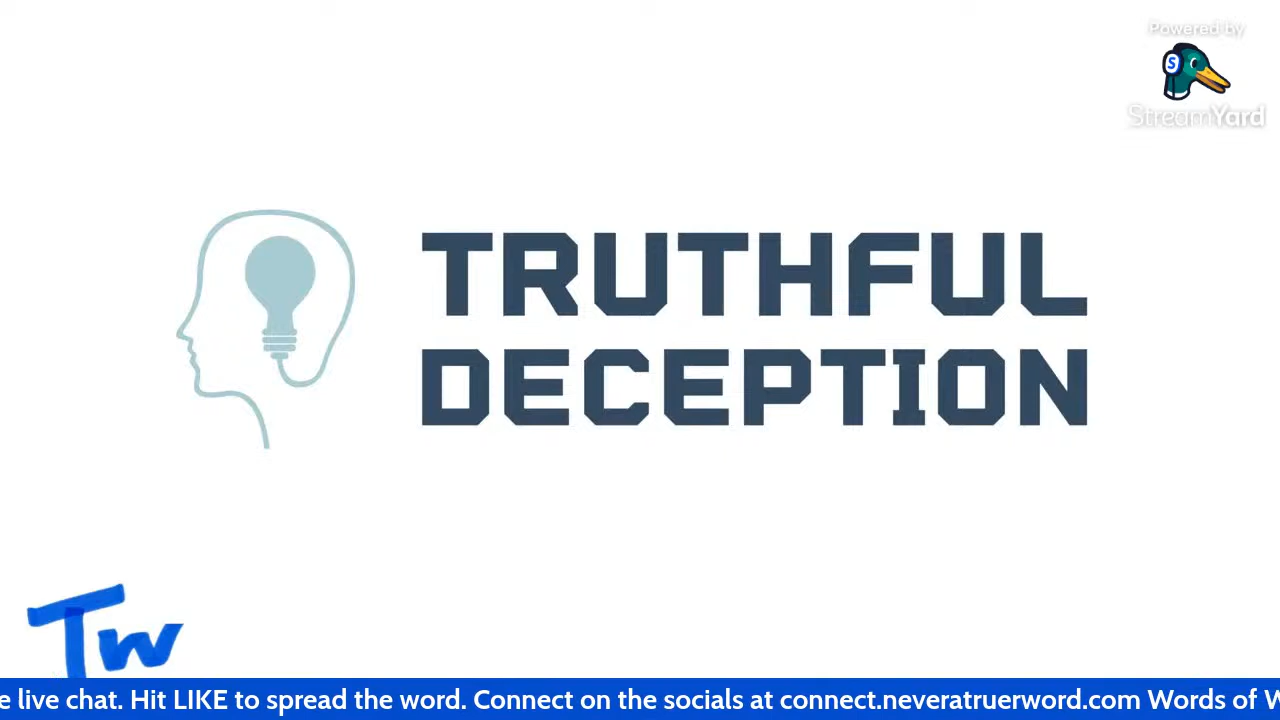 Powered by
S
StreamYard
TRUTHFUL
DECEPTION
Tw
e live chat. Hit LIKE to spread the word. Connect on the socials at connect.neveratruerword.com Words of W